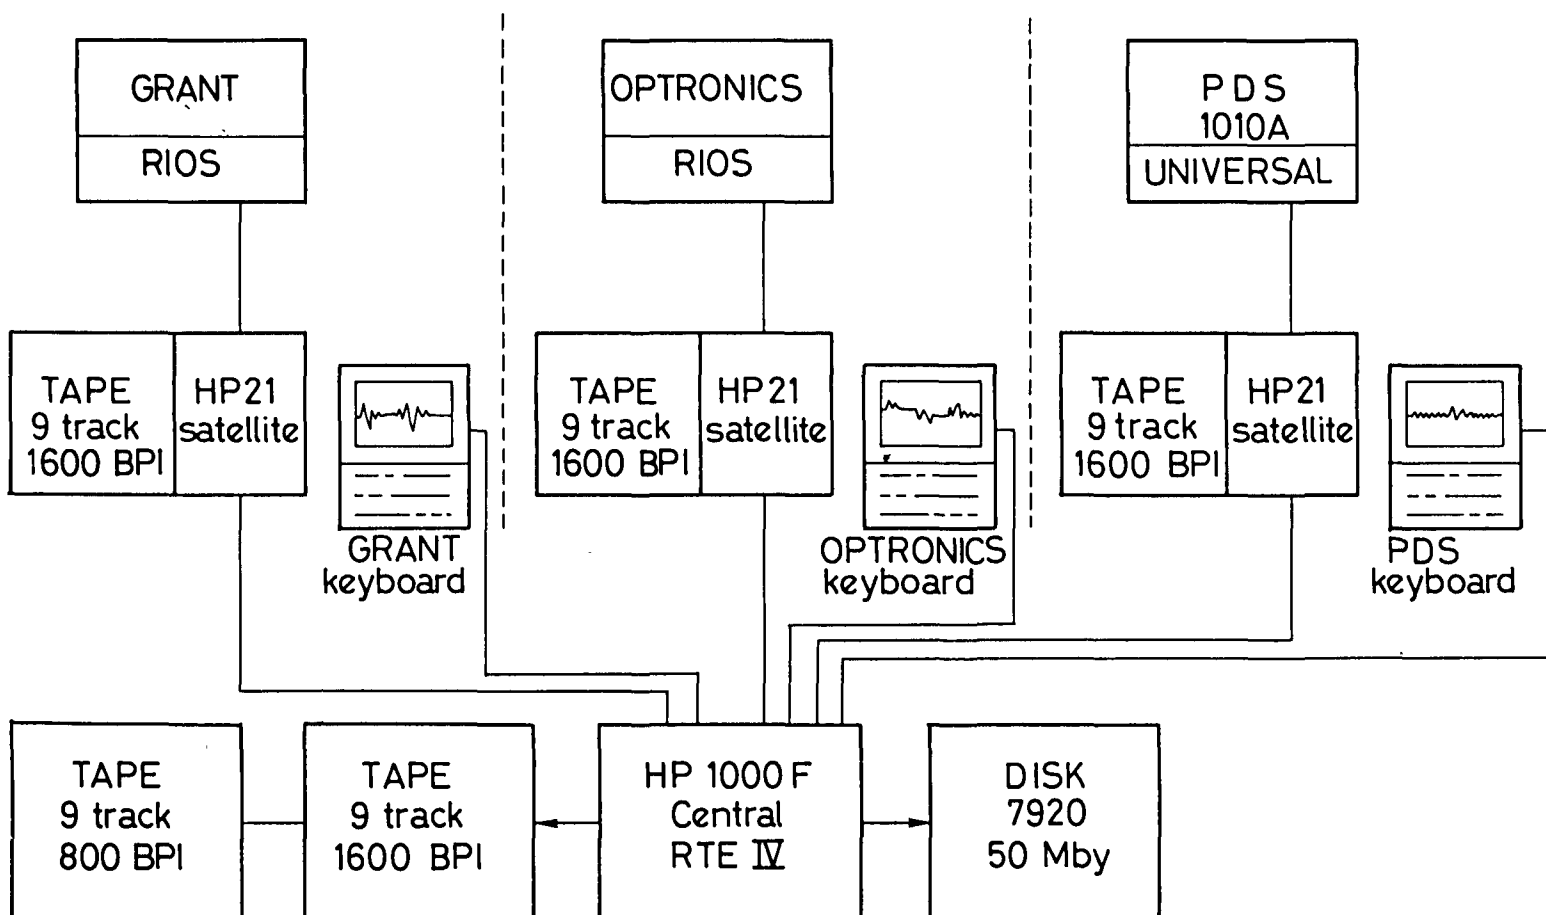 GRANT
RIOS
OPTRONICS
RIOS
PDS
1010A
UNIVERSAL
TAPE
9 track
1600 BPI
HP21
satellite
GRANT
keyboard
TAPE
9 track
1600 BPI
HP21
satellite
OPTRONICS
keyboard
TAPE
9 track
1600 BPI
HP21
satellite
PDS
keyboard
TAPE
9 track
800 BPI
TAPE
9 track
1600 BPI
HP 1000 F
Central
RTE IV
DISK
7920
50 Mby